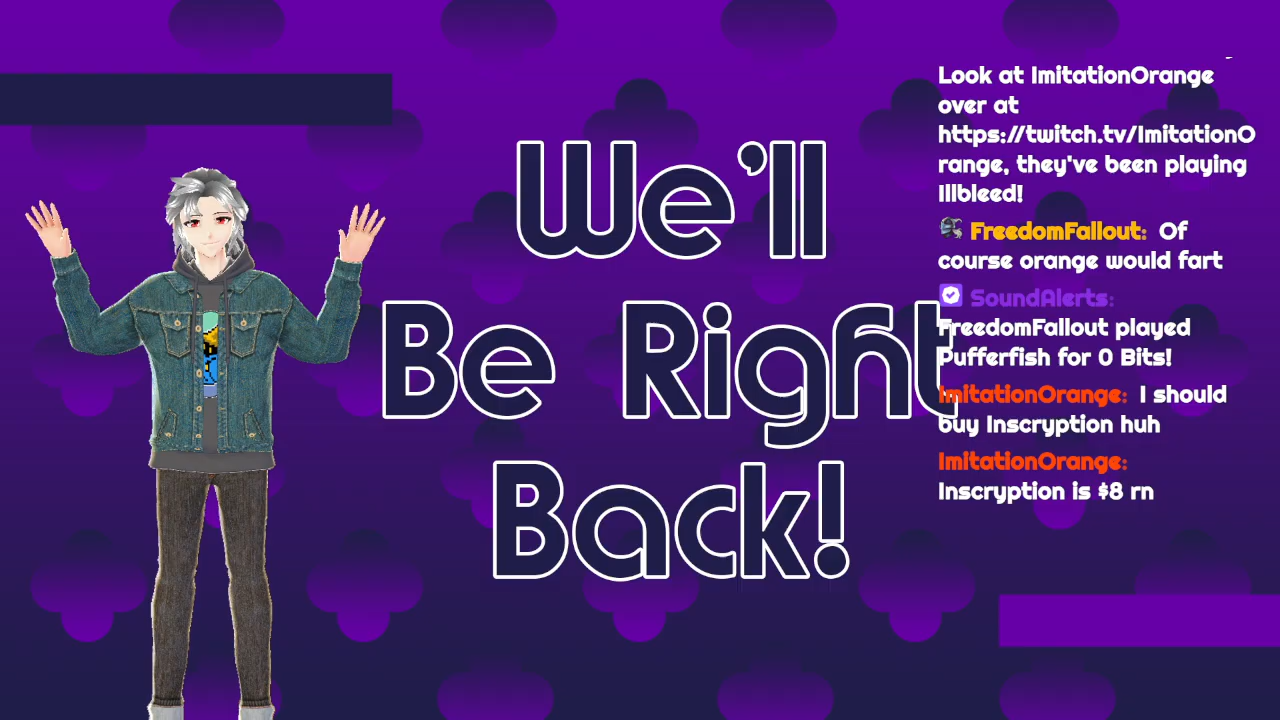 We'll
Be Right
Back!
Look at ImitationOrange
over at
https://twitch.tv/ImitationO
range, they've been playing
Illbleed!
FreedomFallout: Of
course orange would fart
SoundAlerts:
FreedomFallout played
Pufferfish for 0 Bits!
ImitationOrange: I should
buy Inscryption huh
ImitationOrange:
Inscryption is $8 rn